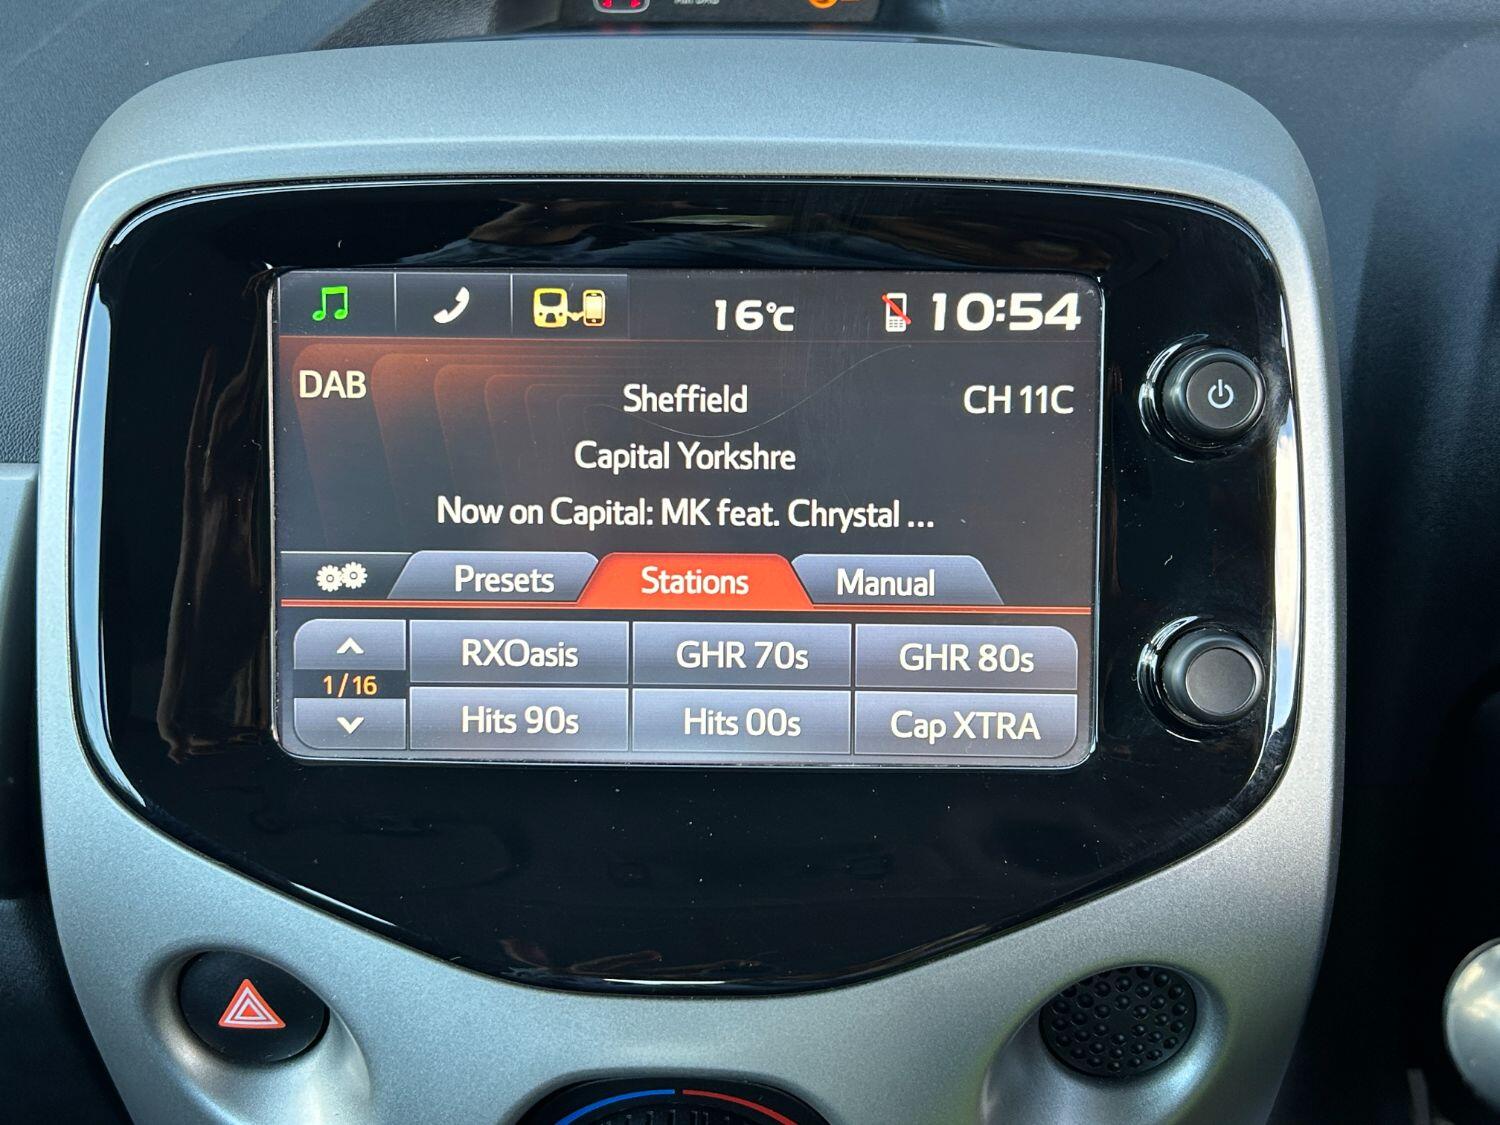 16°C
10:54
DAB
Sheffield
CH 11C
Capital Yorkshre
Now on Capital: MK feat. Chrystal ...
Presets
Stations
Manual
RXOasis
GHR 70s
GHR 80s
1/16
Hits 90s
Hits 00s
Cap XTRA